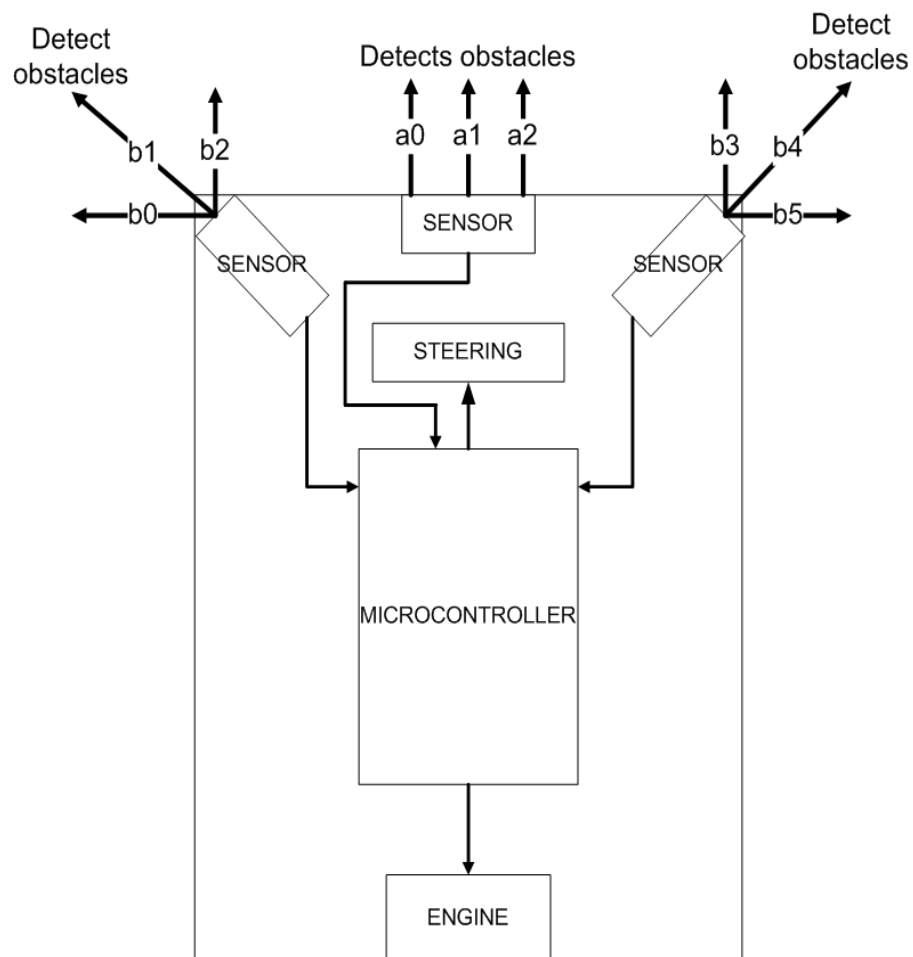 Detect
obstacles
Detects obstacles
Detect
obstacles
b1
b2
a0
a1
a2
b3
b4
b0
b5
SENSOR
SENSOR
SENSOR
STEERING
MICROCONTROLLER
ENGINE